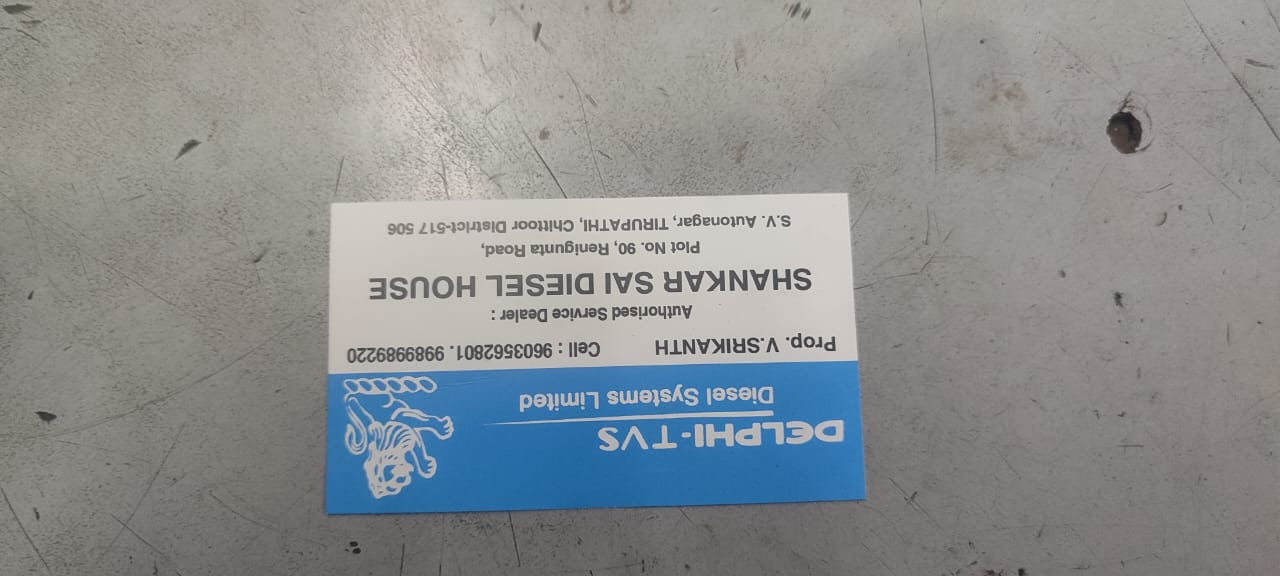 DELPHI-TVS
Diesel Systems Limited
Prop. V.SRIKANTH Cell : 9603562801. 9989989220
Authorised Service Dealer :
SHANKAR SAI DIESEL HOUSE
Plot No. 90, Renigunta Road,
S.V. Autonagar, TIRUPATHI, Chittoor District-517 506